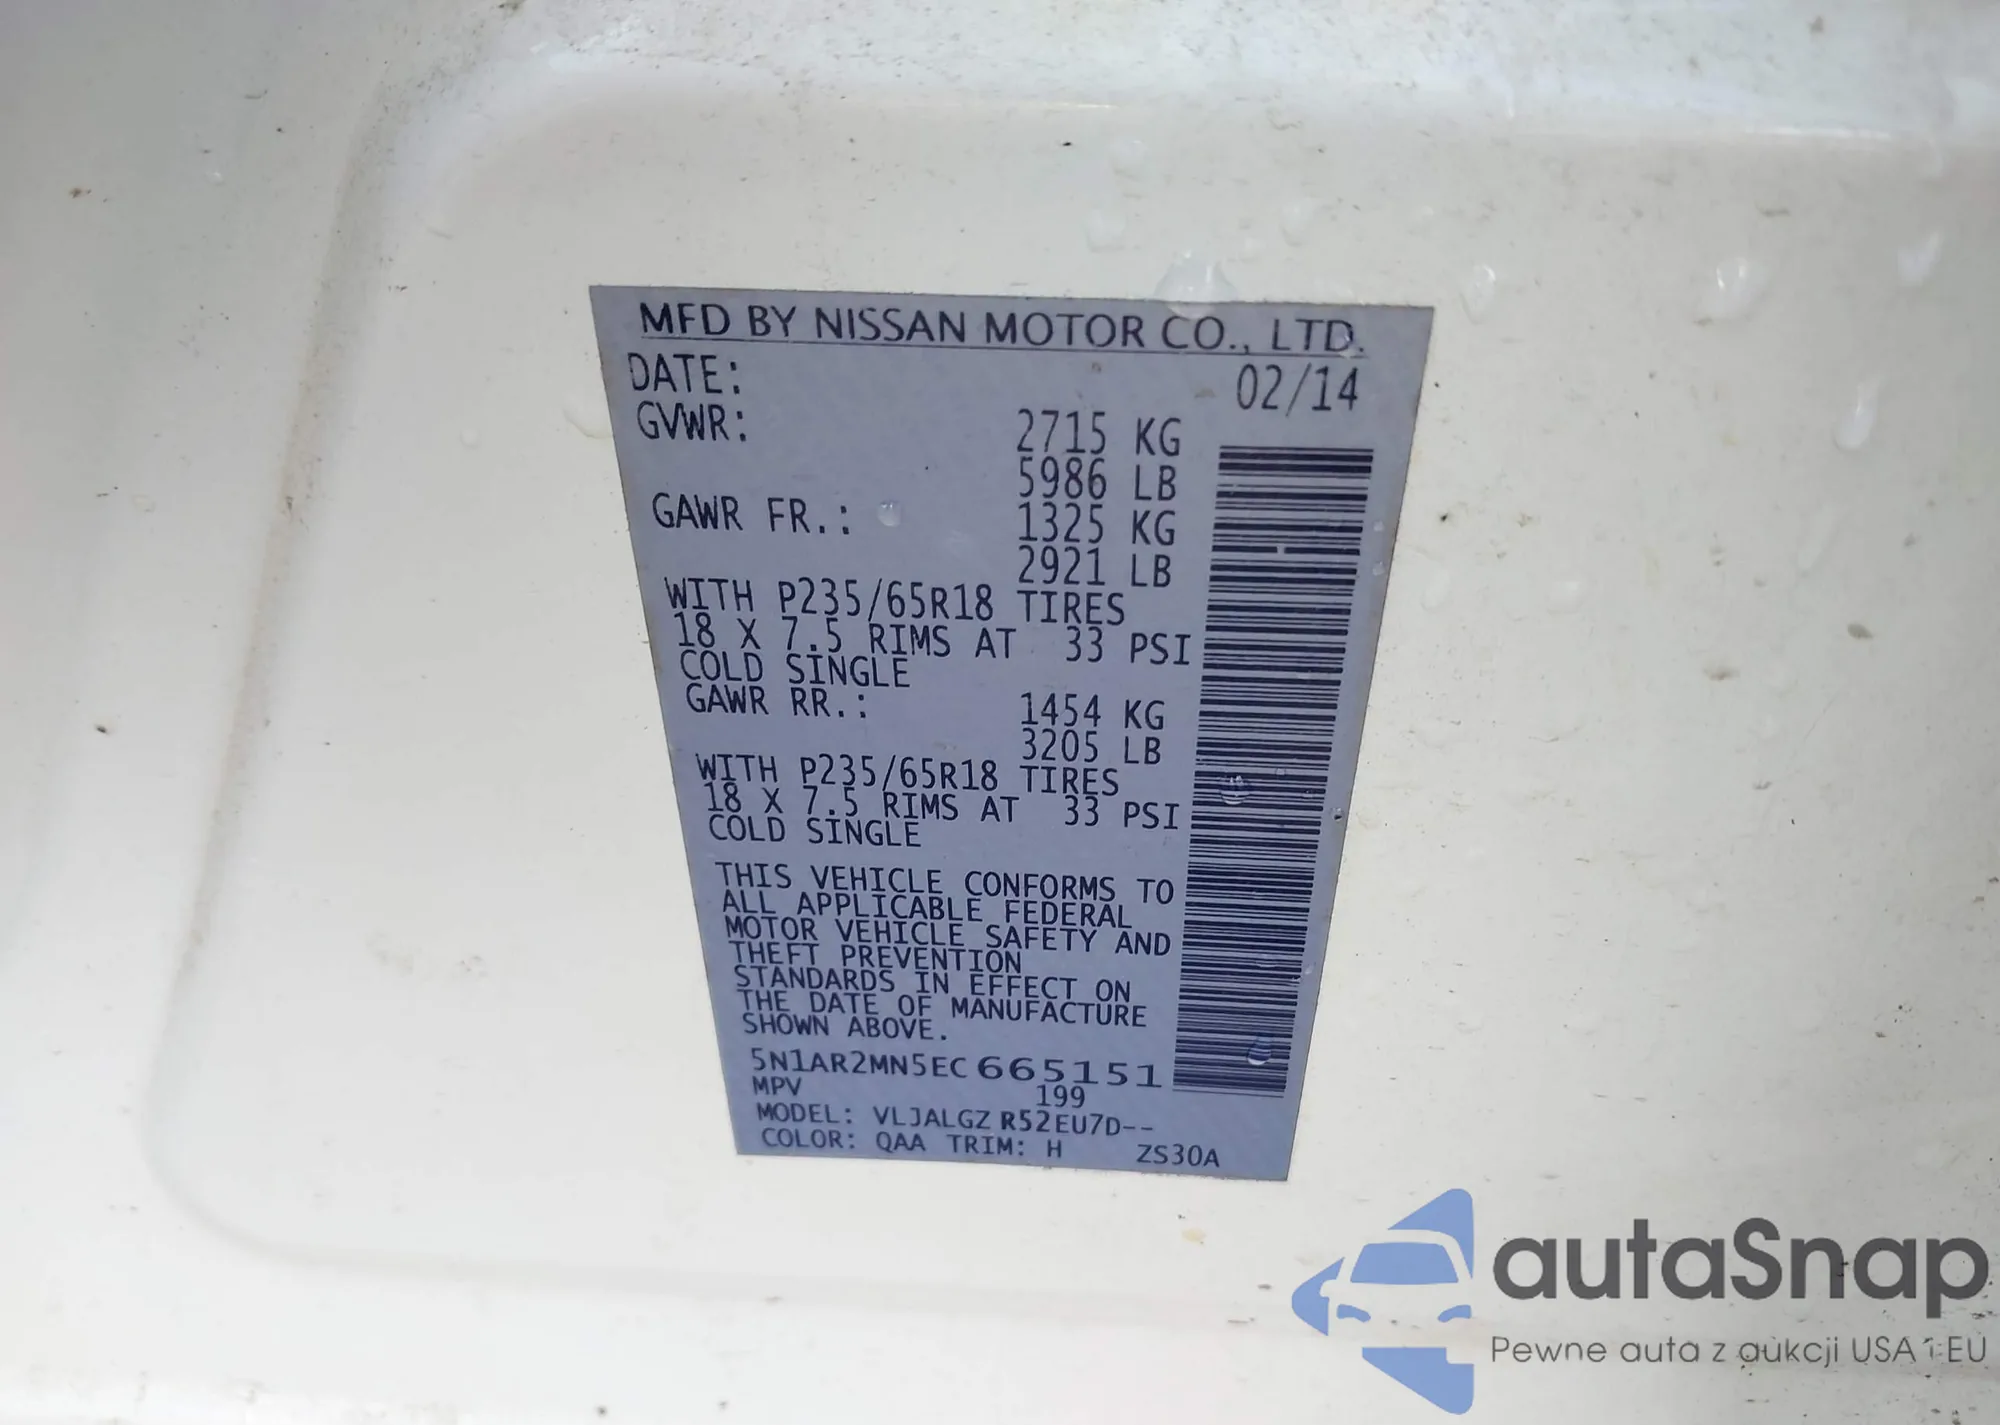 MFD BY NISSAN MOTOR CO., LTD.
DATE: 02/14
GVWR: 2715 KG
5986 LB
GAWR FR.: 1325 KG
2921 LB
WITH P235/65R18 TIRES
18 X 7.5 RIMS AT 33 PSI
COLD SINGLE
GAWR RR.: 1454 KG
3205 LB
WITH P235/65R18 TIRES
18 X 7.5 RIMS AT 33 PSI
COLD SINGLE
THIS VEHICLE CONFORMS TO
ALL APPLICABLE FEDERAL
MOTOR VEHICLE SAFETY AND
THEFT PREVENTION
STANDARDS IN EFFECT ON
THE DATE OF MANUFACTURE
SHOWN ABOVE.
5N1AR2MN5EC665151
MPV 199
MODEL: VLJALGZ R52EU7D--
COLOR: QAA TRIM: H ZS30A
autaSnap
Pewne auta z aukcji USA i EU